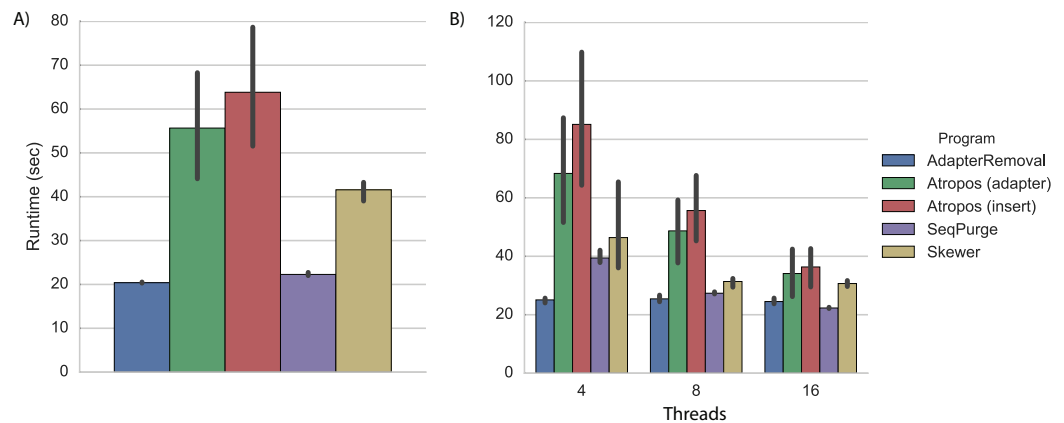 A)
Runtime (sec)
80
70
60
50
40
30
20
10
0
B)
120
100
80
60
40
20
0
4 8 16
Threads
Program
AdapterRemoval
Atropos (adapter)
Atropos (insert)
SeqPurge
Skewer